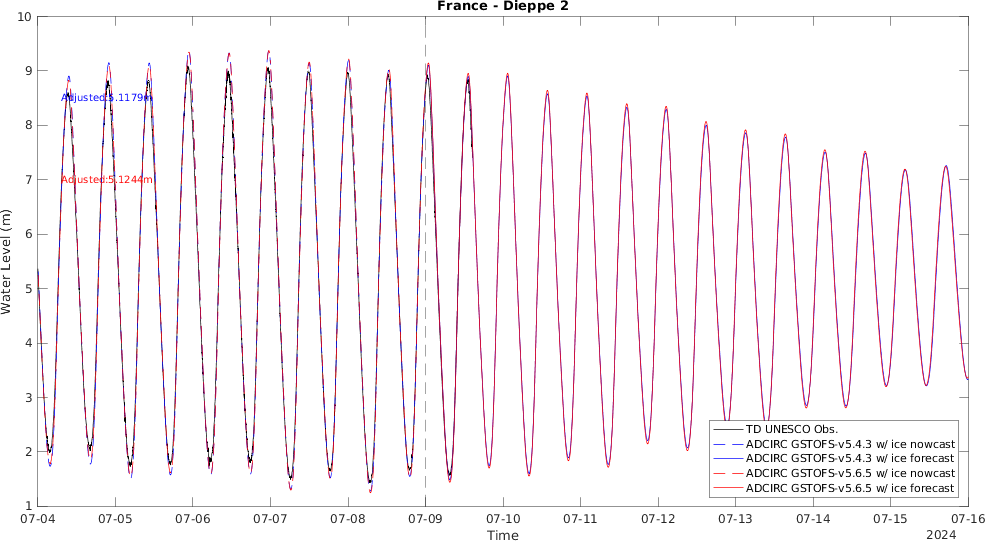 France - Dieppe 2
10
9
8
7
6
5
4
3
2
1
Water Level (m)
Adjusted:5.1179m
Adjusted:5.1244m
TD UNESCO Obs.
ADCIRC GSTOFS-v5.4.3 w/ ice nowcast
ADCIRC GSTOFS-v5.4.3 w/ ice forecast
ADCIRC GSTOFS-v5.6.5 w/ ice nowcast
ADCIRC GSTOFS-v5.6.5 w/ ice forecast
07-04 07-05 07-06 07-07 07-08 07-09 07-10 07-11 07-12 07-13 07-14 07-15 07-16
Time
2024